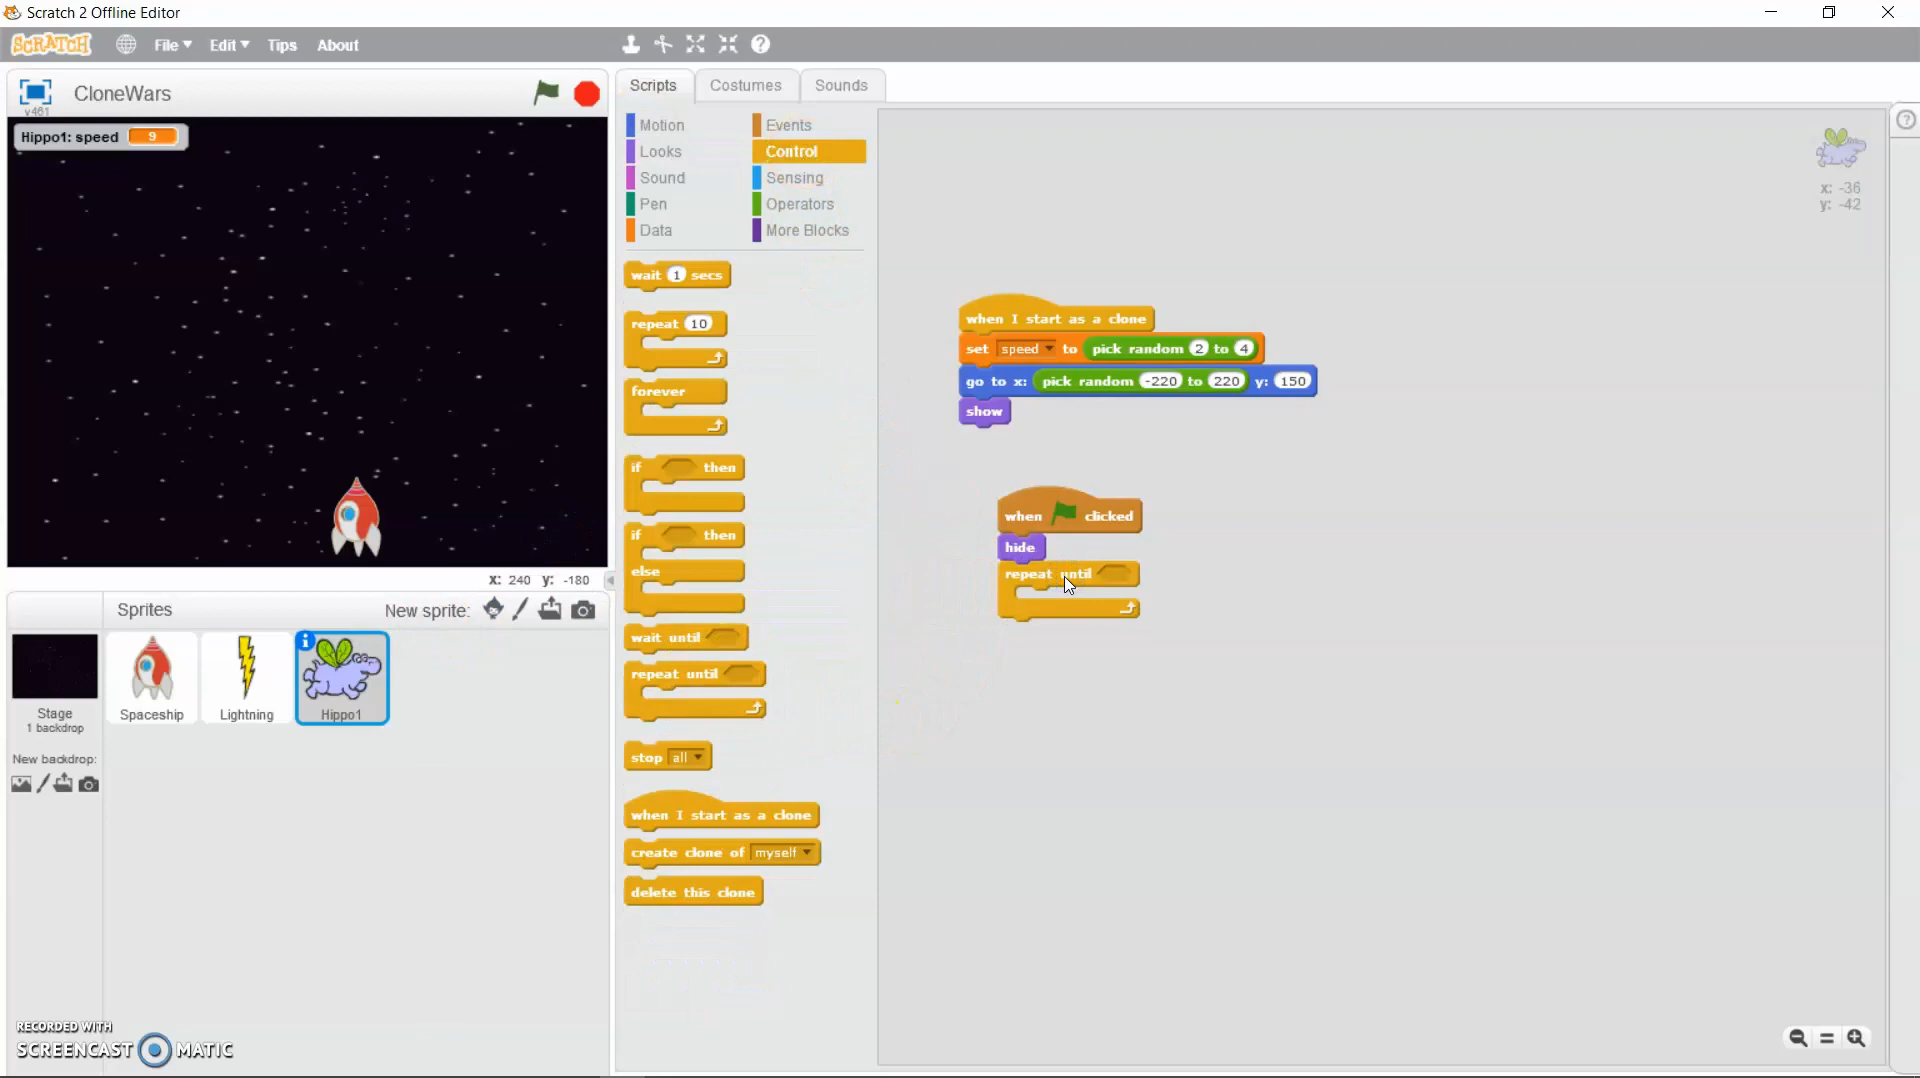 Scratch 2 Offline Editor
SCRATCH File Edit Tips About
CloneWars
v461
Scripts Costumes Sounds
Hippo1: speed 9
Motion Events
Looks Control
Sound Sensing
Pen Operators
Data More Blocks
x: -36
y: -42
wait 1 secs
repeat 10
forever
if then
if then
else
wait until
repeat until
stop all
when I start as a clone
create clone of myself
delete this clone
when I start as a clone
set speed to pick random 2 to 4
go to x: pick random -220 to 220 y: 150
show
when clicked
hide
repeat until
X: 240 y: -180
Sprites New sprite:
Stage
1 backdrop
New backdrop:
Spaceship Lightning Hippo1
RECORDED WITH
SCREENCAST MATIC